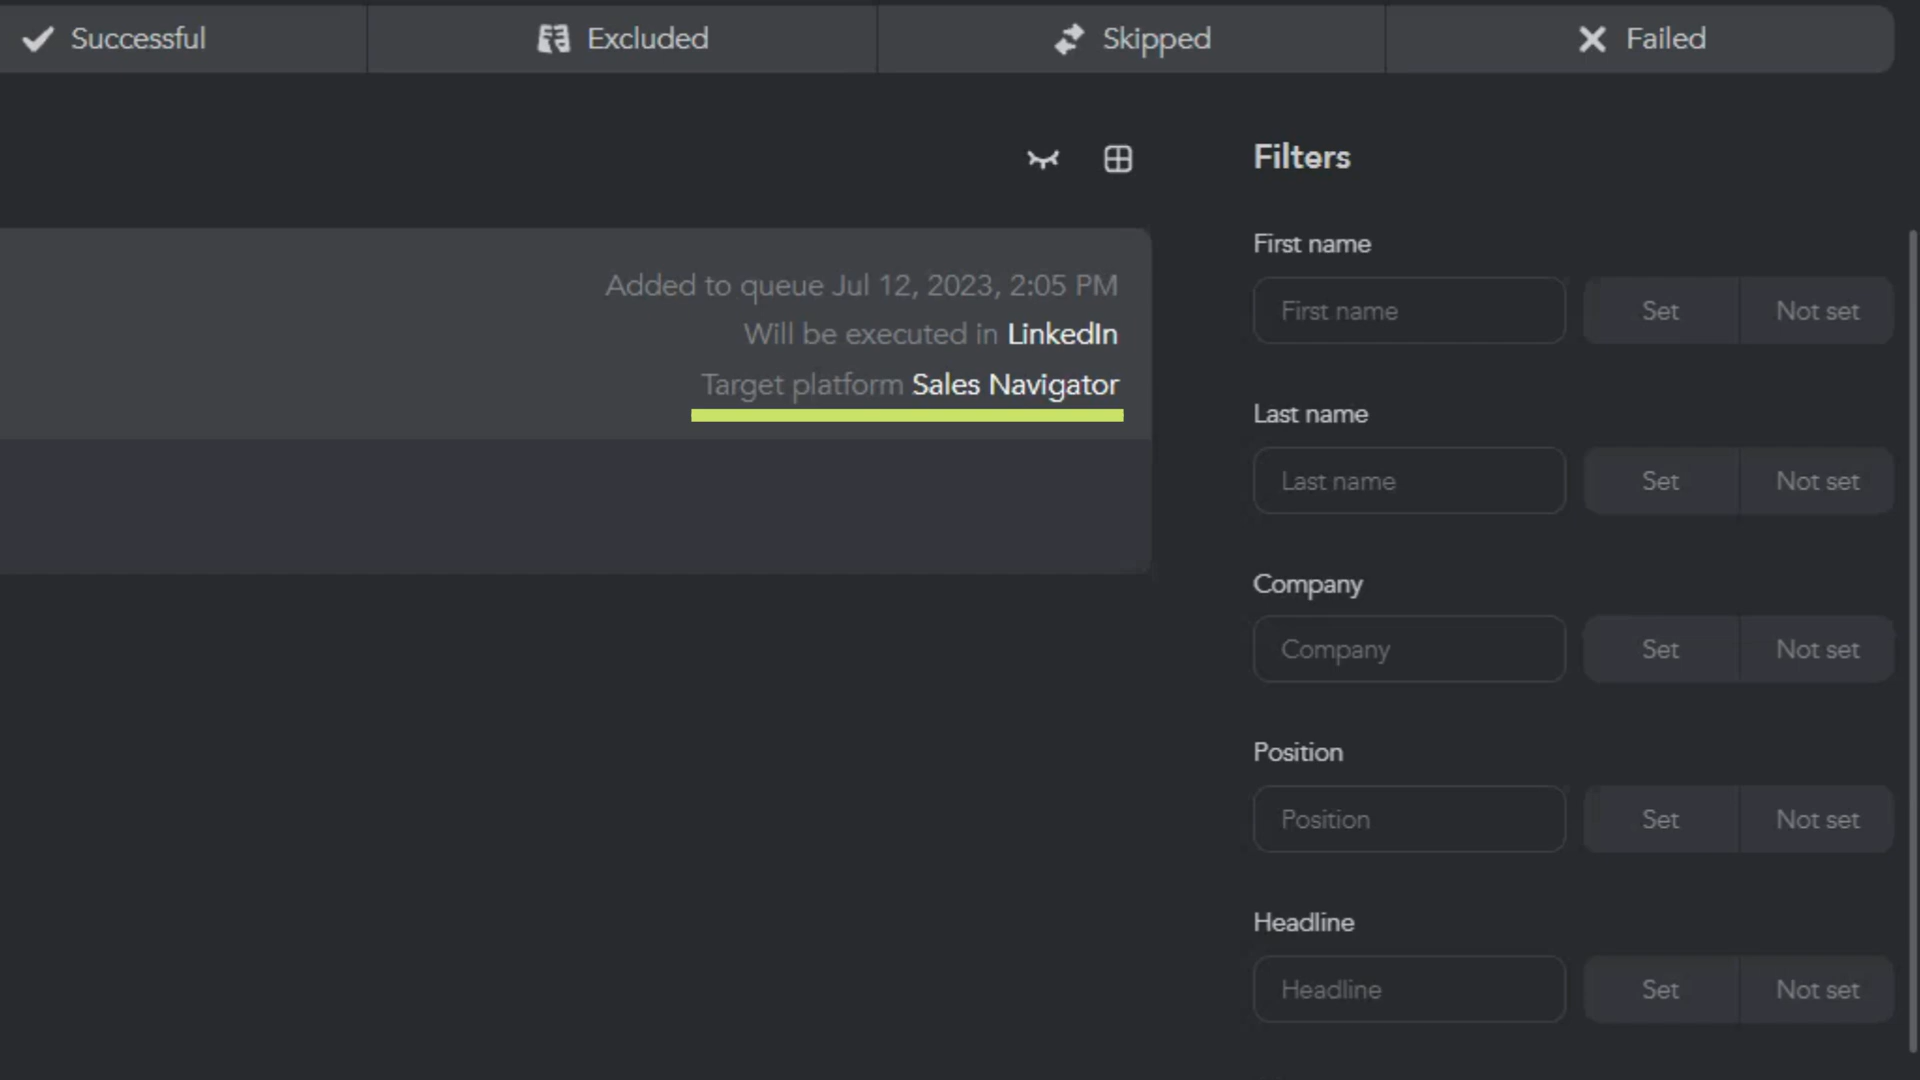 Successful
Excluded
Skipped
Failed
Filters
Added to queue Jul 12, 2023, 2:05 PM
Will be executed in LinkedIn
Target platform Sales Navigator
First name
First name
Set
Not set
Last name
Last name
Set
Not set
Company
Company
Set
Not set
Position
Position
Set
Not set
Headline
Headline
Set
Not set